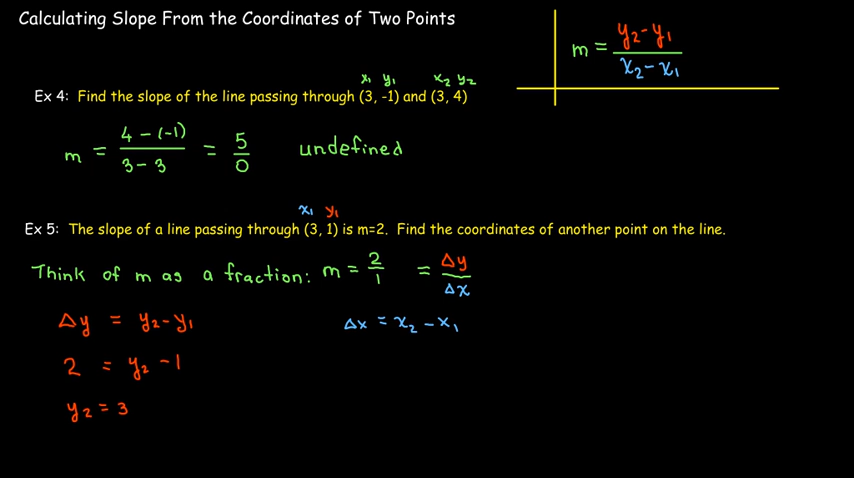 Calculating Slope From the Coordinates of Two Points
m = y₂ - y₁ / x₂ - x₁
x₁ y₁ x₂ y₂
Ex 4: Find the slope of the line passing through (3, -1) and (3, 4)
m = 4 - (-1) / 3 - 3 = 5/0 undefined
x₁ y₁
Ex 5: The slope of a line passing through (3, 1) is m=2. Find the coordinates of another point on the line.
Think of m as a fraction: m = 2/1 = Δy/Δx
Δy = y₂ - y₁ Δx = x₂ - x₁
2 = y₂ - 1
y₂ = 3